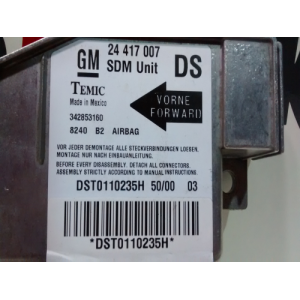 GM 24 417 007
SDM Unit DS
TEMIC
Made in Mexico
VORNE
FORWARD
342853160
8240 B2 AIRBAG
VOR JEDER DEMONTAGE ALLE STECKVERBINDUNGEN LOESEN,
MONTAGE NUR NACH EINBAUANLEITUNG.
BEFORE EVERY DISASSEMBLY, DETACH ALL CONNECTORS.
ASSEMBLY STRICTLY ACCORDING TO MANUAL INSTRUCTIONS.
DST0110235H 50/00 03
*DST0110235H*